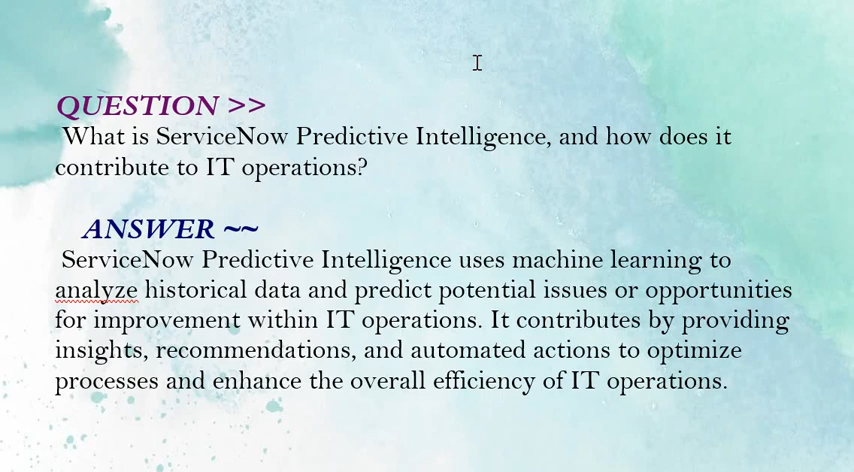 QUESTION >>
What is ServiceNow Predictive Intelligence, and how does it
contribute to IT operations?
ANSWER ~~
ServiceNow Predictive Intelligence uses machine learning to
analyze historical data and predict potential issues or opportunities
for improvement within IT operations. It contributes by providing
insights, recommendations, and automated actions to optimize
processes and enhance the overall efficiency of IT operations.